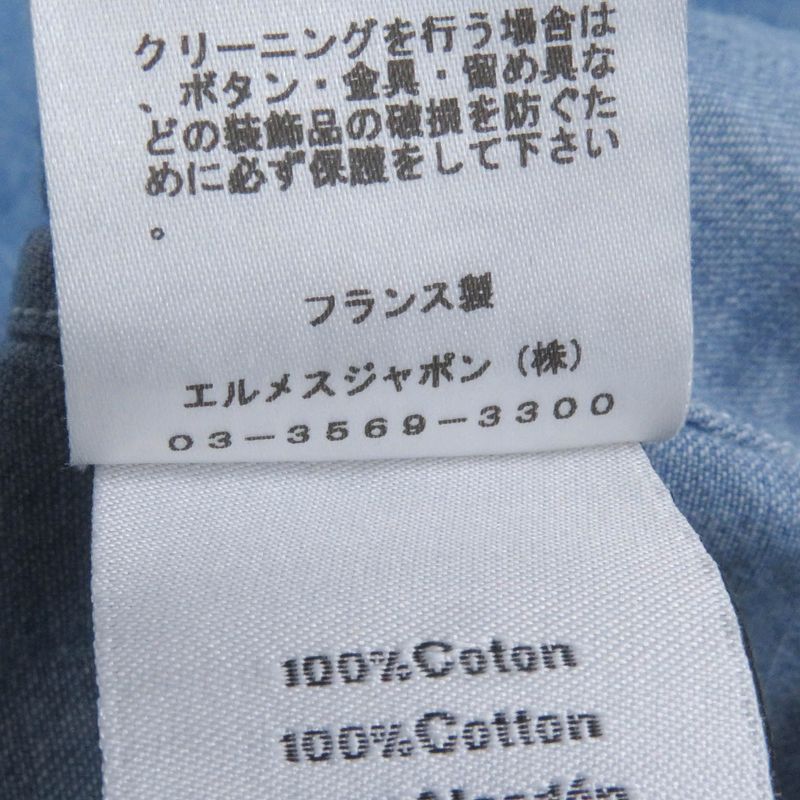 クリーニングを行う場合は
、ボタン・金具・留め具な
どの装飾品の破損を防ぐた
めに必ず保護をして下さい
。
フランス製
エルメスジャポン（株）
03-3569-3300
100%Coton
100%Cotton
Algodón